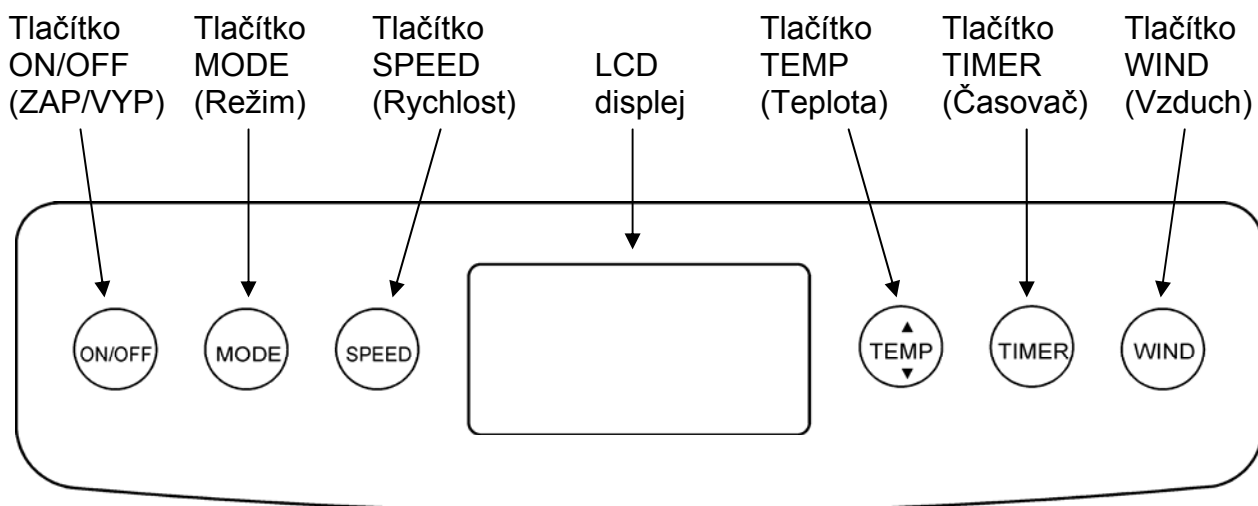 Tlačítko
ON/OFF
(ZAP/VYP)
Tlačítko
MODE
(Režim)
Tlačítko
SPEED
(Rychlost)
LCD
displej
Tlačítko
TEMP
(Teplota)
Tlačítko
TIMER
(Časovač)
Tlačítko
WIND
(Vzduch)
ON/OFF
MODE
SPEED
▲
TEMP
▼
TIMER
WIND